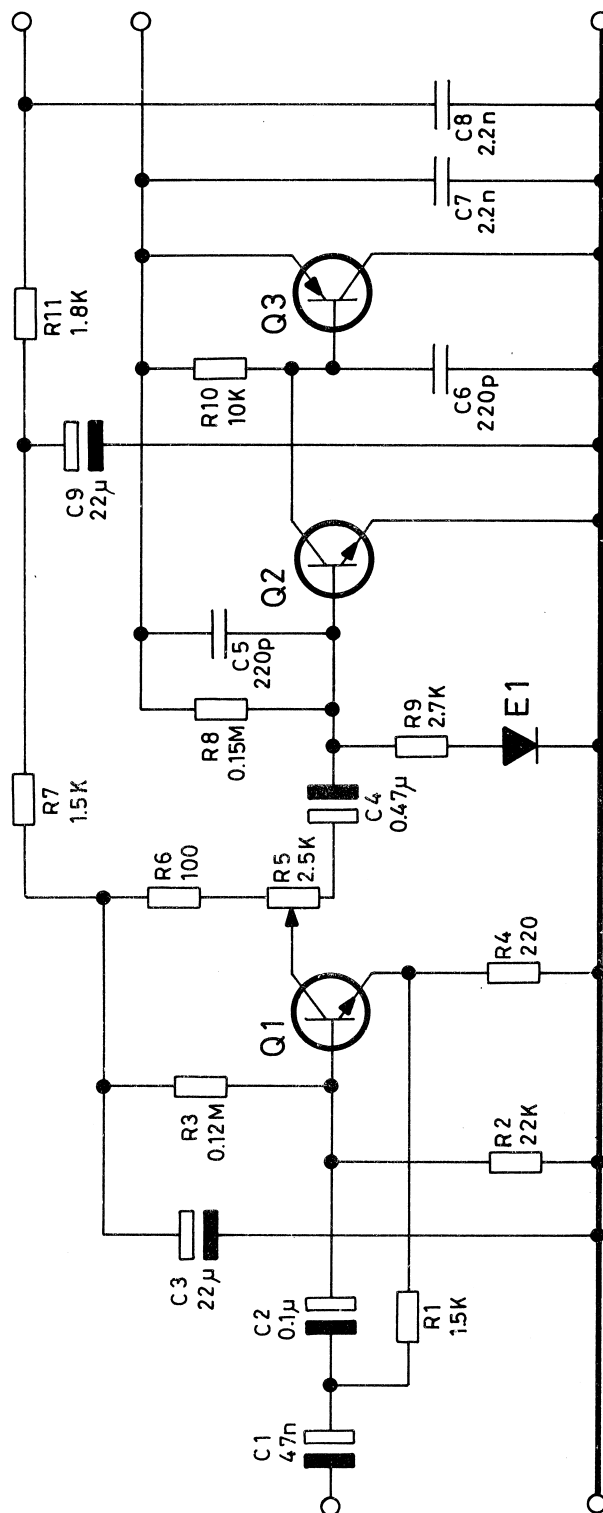 C1
47n
C2
0.1µ
R1
1.5K
C3
22µ
R3
0.12M
R2
22K
Q1
R4
220
R6
100
R5
2.5K
R7
1.5K
C4
0.47µ
R8
0.15M
R9
2.7K
E1
C5
220p
Q2
C9
22µ
R10
10K
C6
220p
Q3
R11
1.8K
C7
2.2n
C8
2.2n